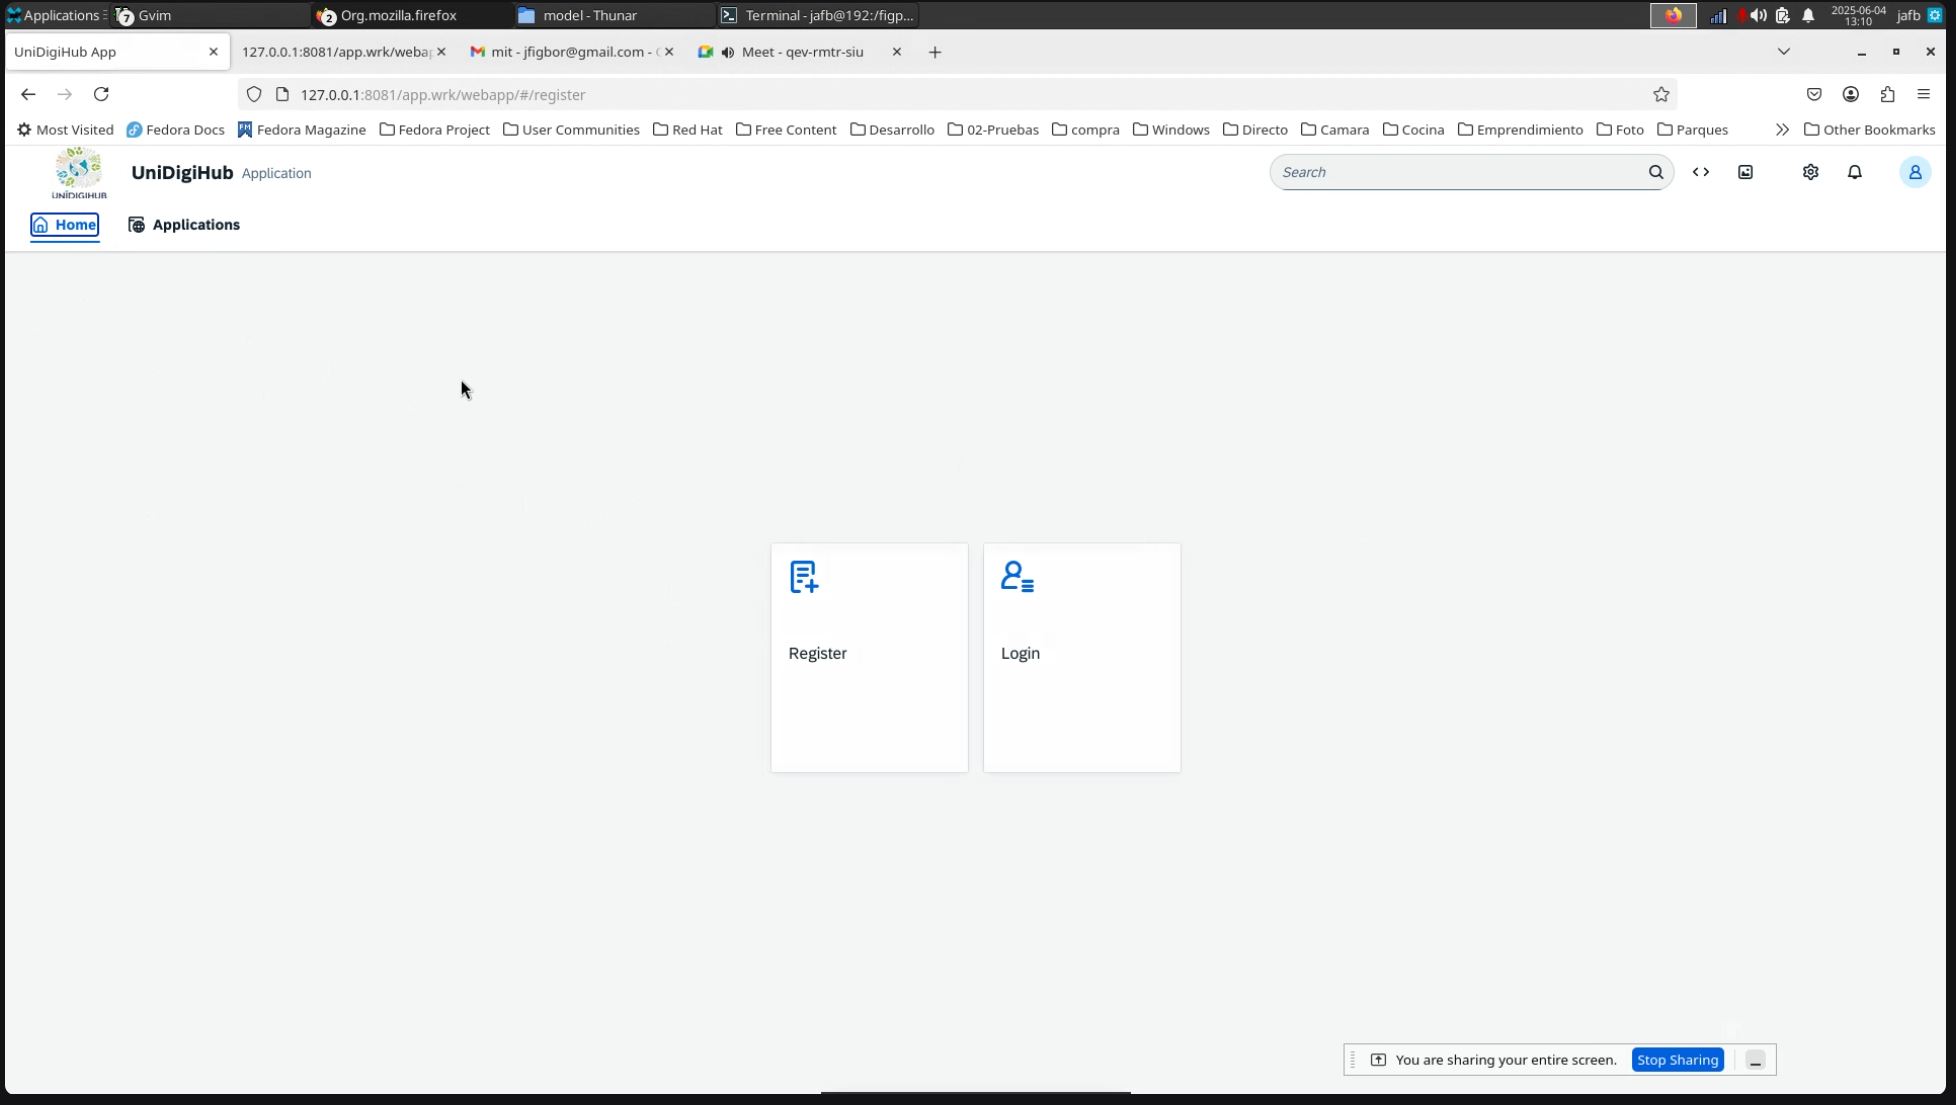 Applications 7 Gvim 2 Org.mozilla.firefox model - Thunar Terminal - jafb@192:/figp... 2025-06-04 13:10 jafb
UniDigiHub App 127.0.0.1:8081/app.wrk/webap mit - jfigbor@gmail.com - Meet - qev-rmtr-siu
127.0.0.1:8081/app.wrk/webapp/#/register
Most Visited Fedora Docs Fedora Magazine Fedora Project User Communities Red Hat Free Content Desarrollo 02-Pruebas compra Windows Directo Camara Cocina Emprendimiento Foto Parques Other Bookmarks
UNIDIGIHUB UniDigiHub Application Search
Home Applications
Register Login
You are sharing your entire screen. Stop Sharing